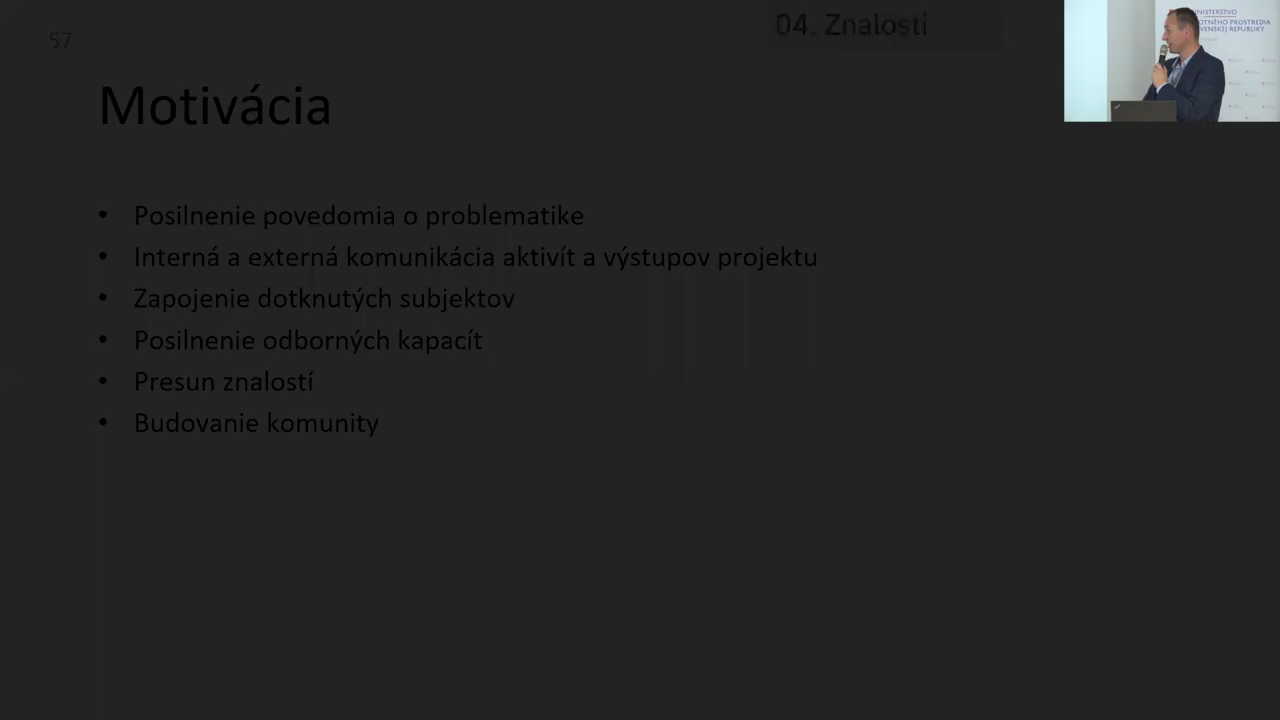 57
04. Znalosti
Motivácia
• Posilnenie povedomia o problematike
• Interná a externá komunikácia aktivít a výstupov projektu
• Zapojenie dotknutých subjektov
• Posilnenie odborných kapacít
• Presun znalostí
• Budovanie komunity